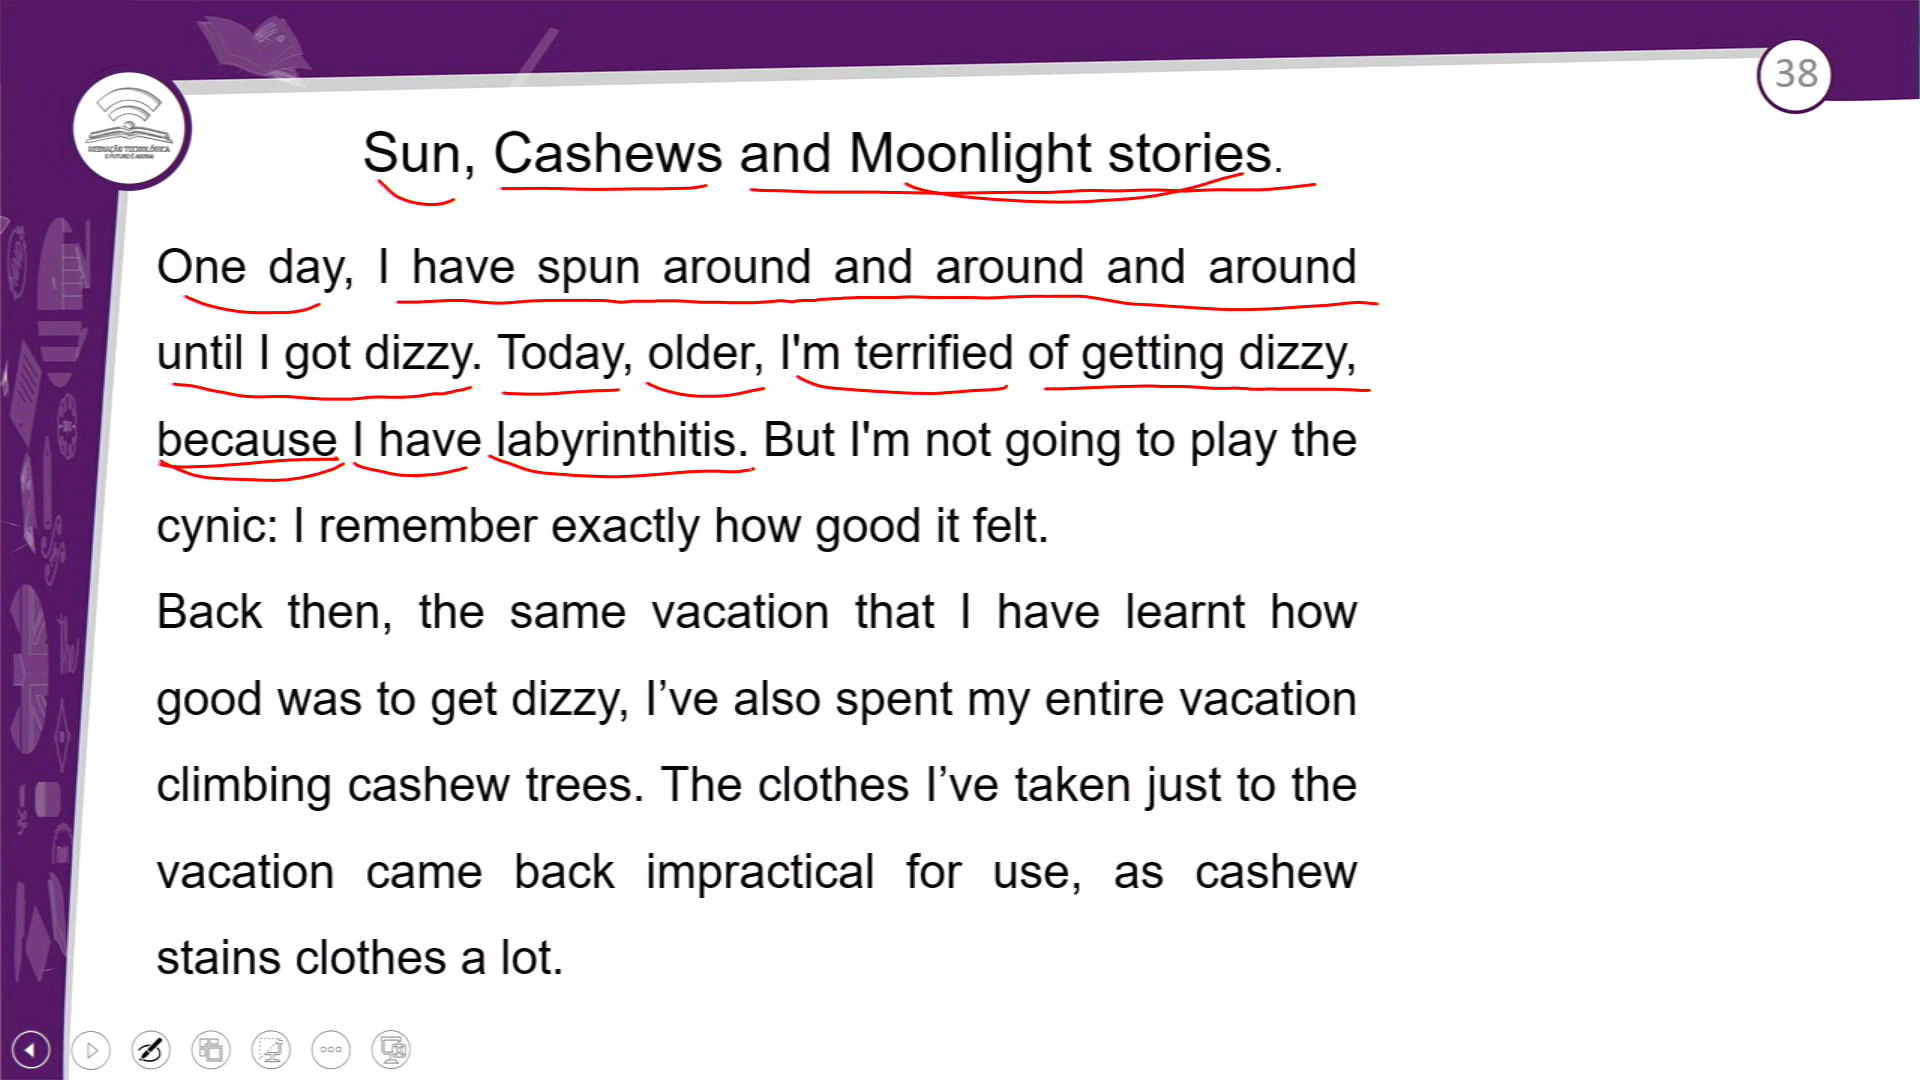 38
MEDIAÇÃO TECNOLÓGICA
O FUTURO É AGORA!
Sun, Cashews and Moonlight stories.
One day, I have spun around and around and around
until I got dizzy. Today, older, I'm terrified of getting dizzy,
because I have labyrinthitis. But I'm not going to play the
cynic: I remember exactly how good it felt.
Back then, the same vacation that I have learnt how
good was to get dizzy, I’ve also spent my entire vacation
climbing cashew trees. The clothes I’ve taken just to the
vacation came back impractical for use, as cashew
stains clothes a lot.